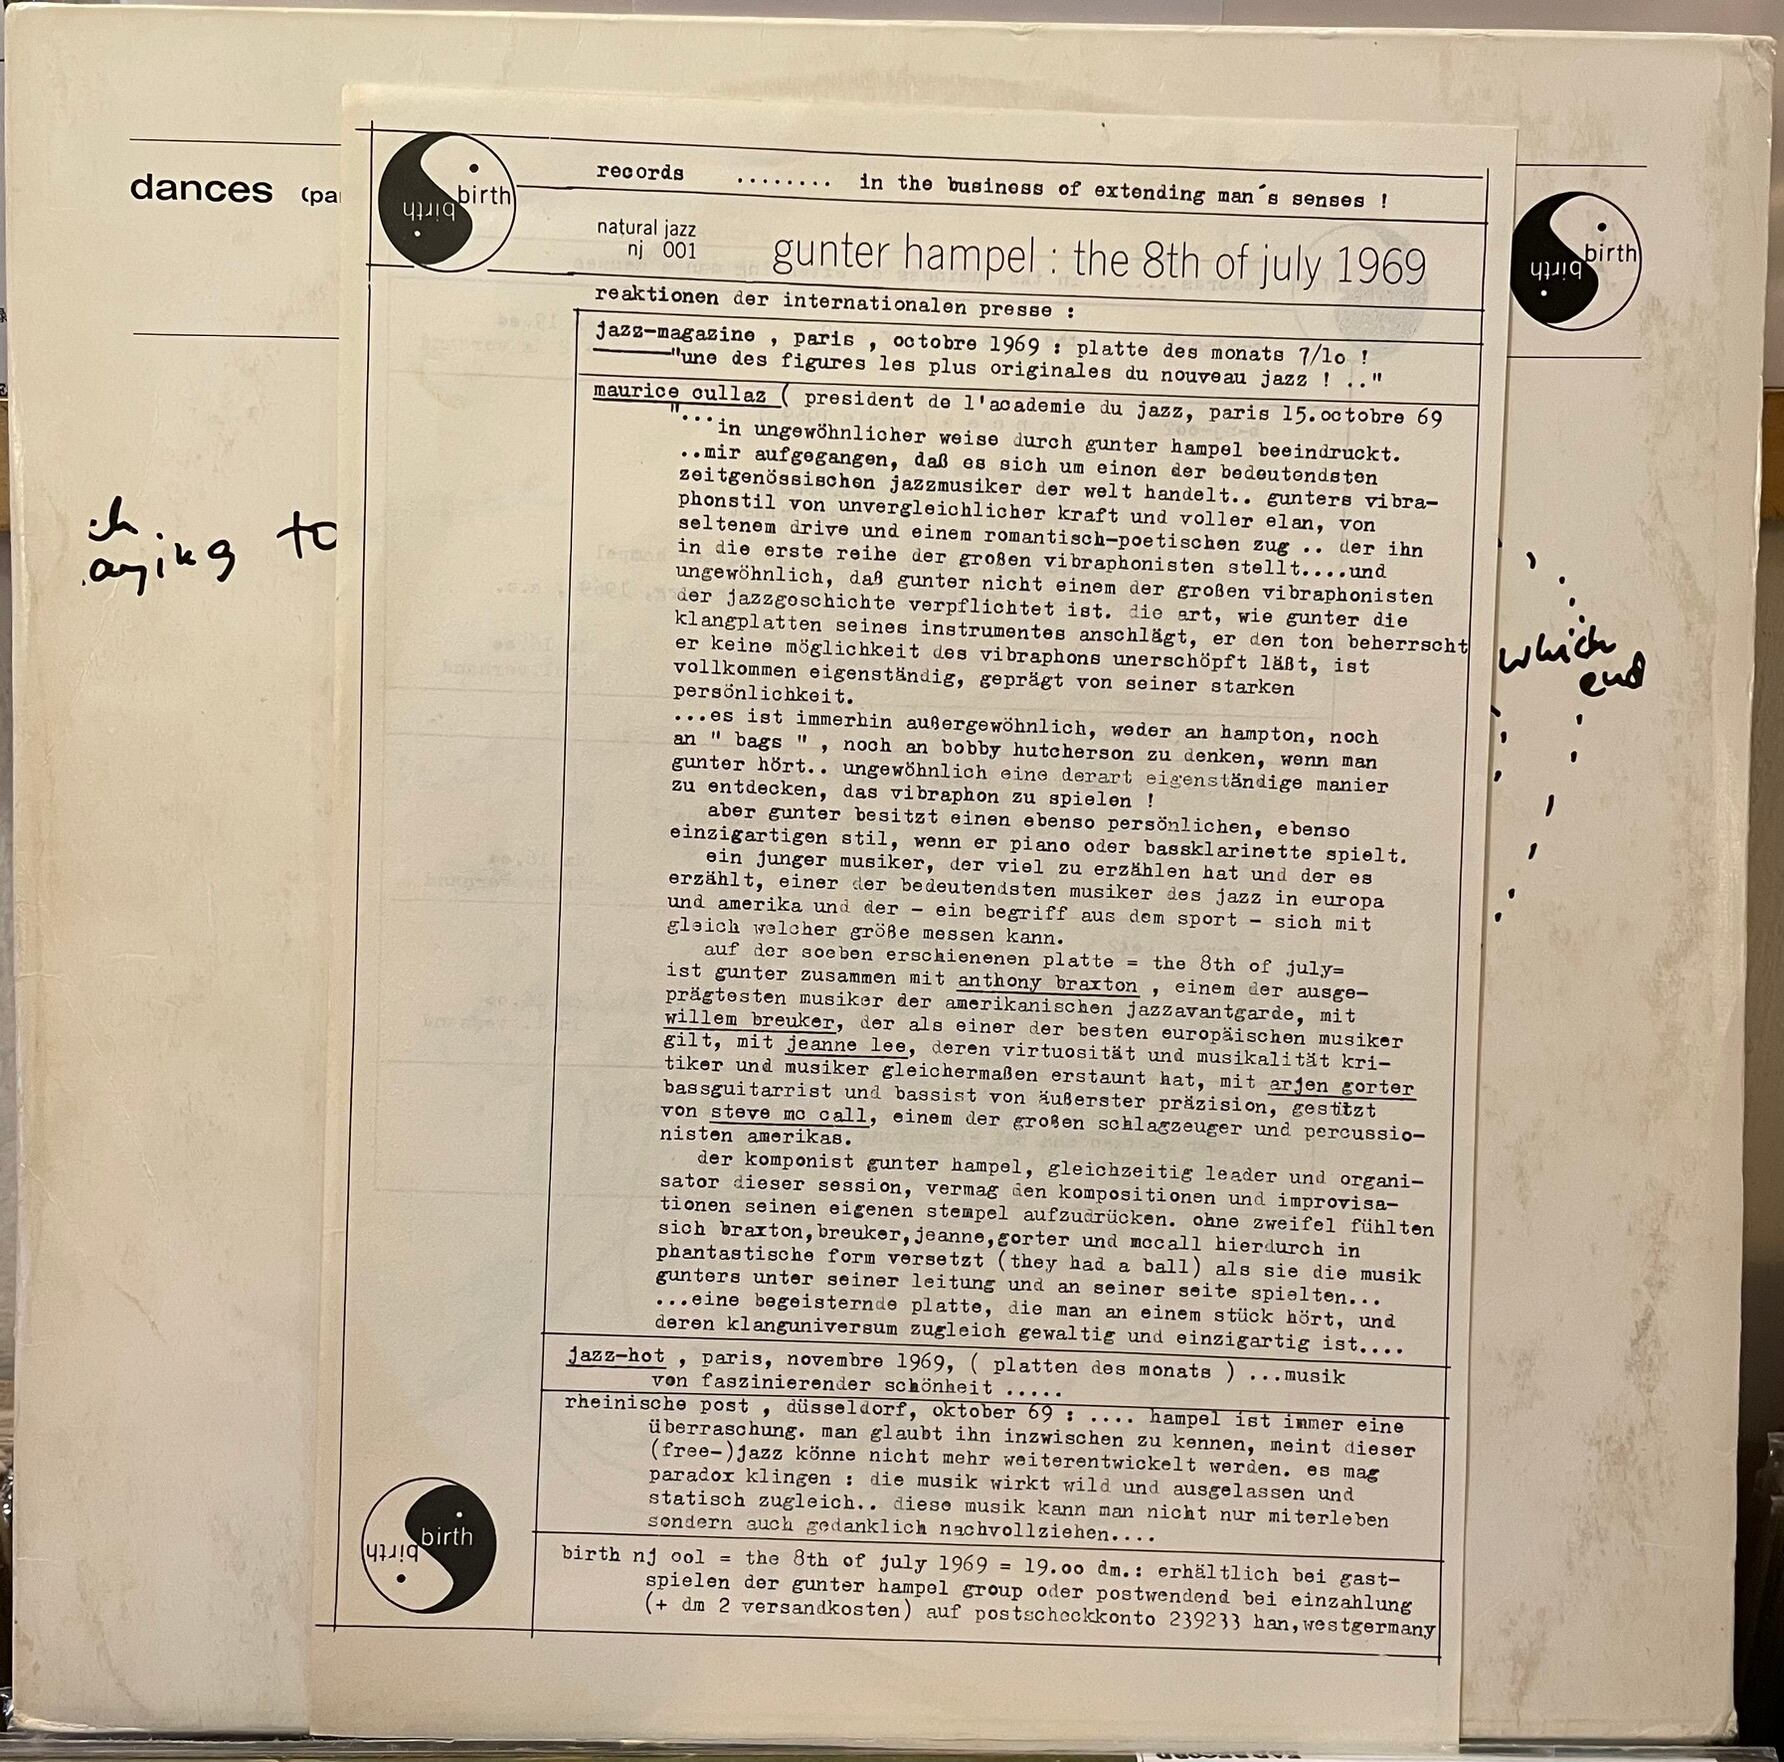 dances (pa
birth
birth
records ........ in the business of extending man´s senses !
natural jazz
nj 001
gunter hampel : the 8th of july 1969
birth
birth
reaktionen der internationalen presse :
jazz-magazine , paris , octobre 1969 : platte des monats 7/lo !
"une des figures les plus originales du nouveau jazz ! .."
maurice cullaz ( president de l'academie du jazz, paris 15.octobre 69
"...in ungewöhnlicher weise durch gunter hampel beeindruckt.
..mir aufgegangen, daß es sich um einen der bedeutendsten
zeitgenössischen jazzmusiker der welt handelt.. gunters vibra-
phonstil von unvergleichlicher kraft und voller elan, von
seltenem drive und einem romantisch-poetischen zug .. der ihn
in die erste reihe der großen vibraphonisten stellt....und
ungewöhnlich, daß gunter nicht einem der großen vibraphonisten
der jazzgeschichte verpflichtet ist. die art, wie gunter die
klangplatten seines instrumentes anschlägt, er den ton beherrscht
er keine möglichkeit des vibraphons unerschöpft läßt, ist
vollkommen eigenständig, geprägt von seiner starken
persönlichkeit.
...es ist immerhin außergewöhnlich, weder an hampton, noch
an " bags " , noch an bobby hutcherson zu denken, wenn man
gunter hört.. ungewöhnlich eine derart eigenständige manier
zu entdecken, das vibraphon zu spielen !
aber gunter besitzt einen ebenso persönlichen, ebenso
einzigartigen stil, wenn er piano oder bassklarinette spielt.
ein junger musiker, der viel zu erzählen hat und der es
erzählt, einer der bedeutendsten musiker des jazz in europa
und amerika und der - ein begriff aus dem sport - sich mit
gleich welcher größe messen kann.
auf der soeben erschienenen platte = the 8th of july=
ist gunter zusammen mit anthony braxton , einem der ausge-
prägtesten musiker der amerikanischen jazzavantgarde, mit
willem breuker, der als einer der besten europäischen musiker
gilt, mit jeanne lee, deren virtuosität und musikalität kri-
tiker und musiker gleichermaßen erstaunt hat, mit arjen gorter
bassguitarrist und bassist von äußerster präzision, gestützt
von steve mc call, einem der großen schlagzeuger und percussio-
nisten amerikas.
der komponist gunter hampel, gleichzeitig leader und organi-
sator dieser session, vermag den kompositionen und improvisa-
tionen seinen eigenen stempel aufzudrücken. ohne zweifel fühlten
sich braxton,breuker,jeanne,gorter und mccall hierdurch in
phantastische form versetzt (they had a ball) als sie die musik
gunters unter seiner leitung und an seiner seite spielten...
...eine begeisternde platte, die man an einem stück hört, und
deren klanguniversum zugleich gewaltig und einzigartig ist....
jazz-hot , paris, novembre 1969, ( platten des monats ) ...musik
von faszinierender schönheit .....
rheinische post , düsseldorf, oktober 69 : .... hampel ist immer eine
überraschung. man glaubt ihn inzwischen zu kennen, meint dieser
(free-)jazz könne nicht mehr weiterentwickelt werden. es mag
paradox klingen : die musik wirkt wild und ausgelassen und
statisch zugleich.. diese musik kann man nicht nur miterleben
sondern auch gedanklich nachvollziehen....
birth
birth
birth nj ool = the 8th of july 1969 = 19.oo dm.: erhältlich bei gast-
spielen der gunter hampel group oder postwendend bei einzahlung
(+ dm 2 versandkosten) auf postscheckkonto 239233 han,westgermany
to
which
end